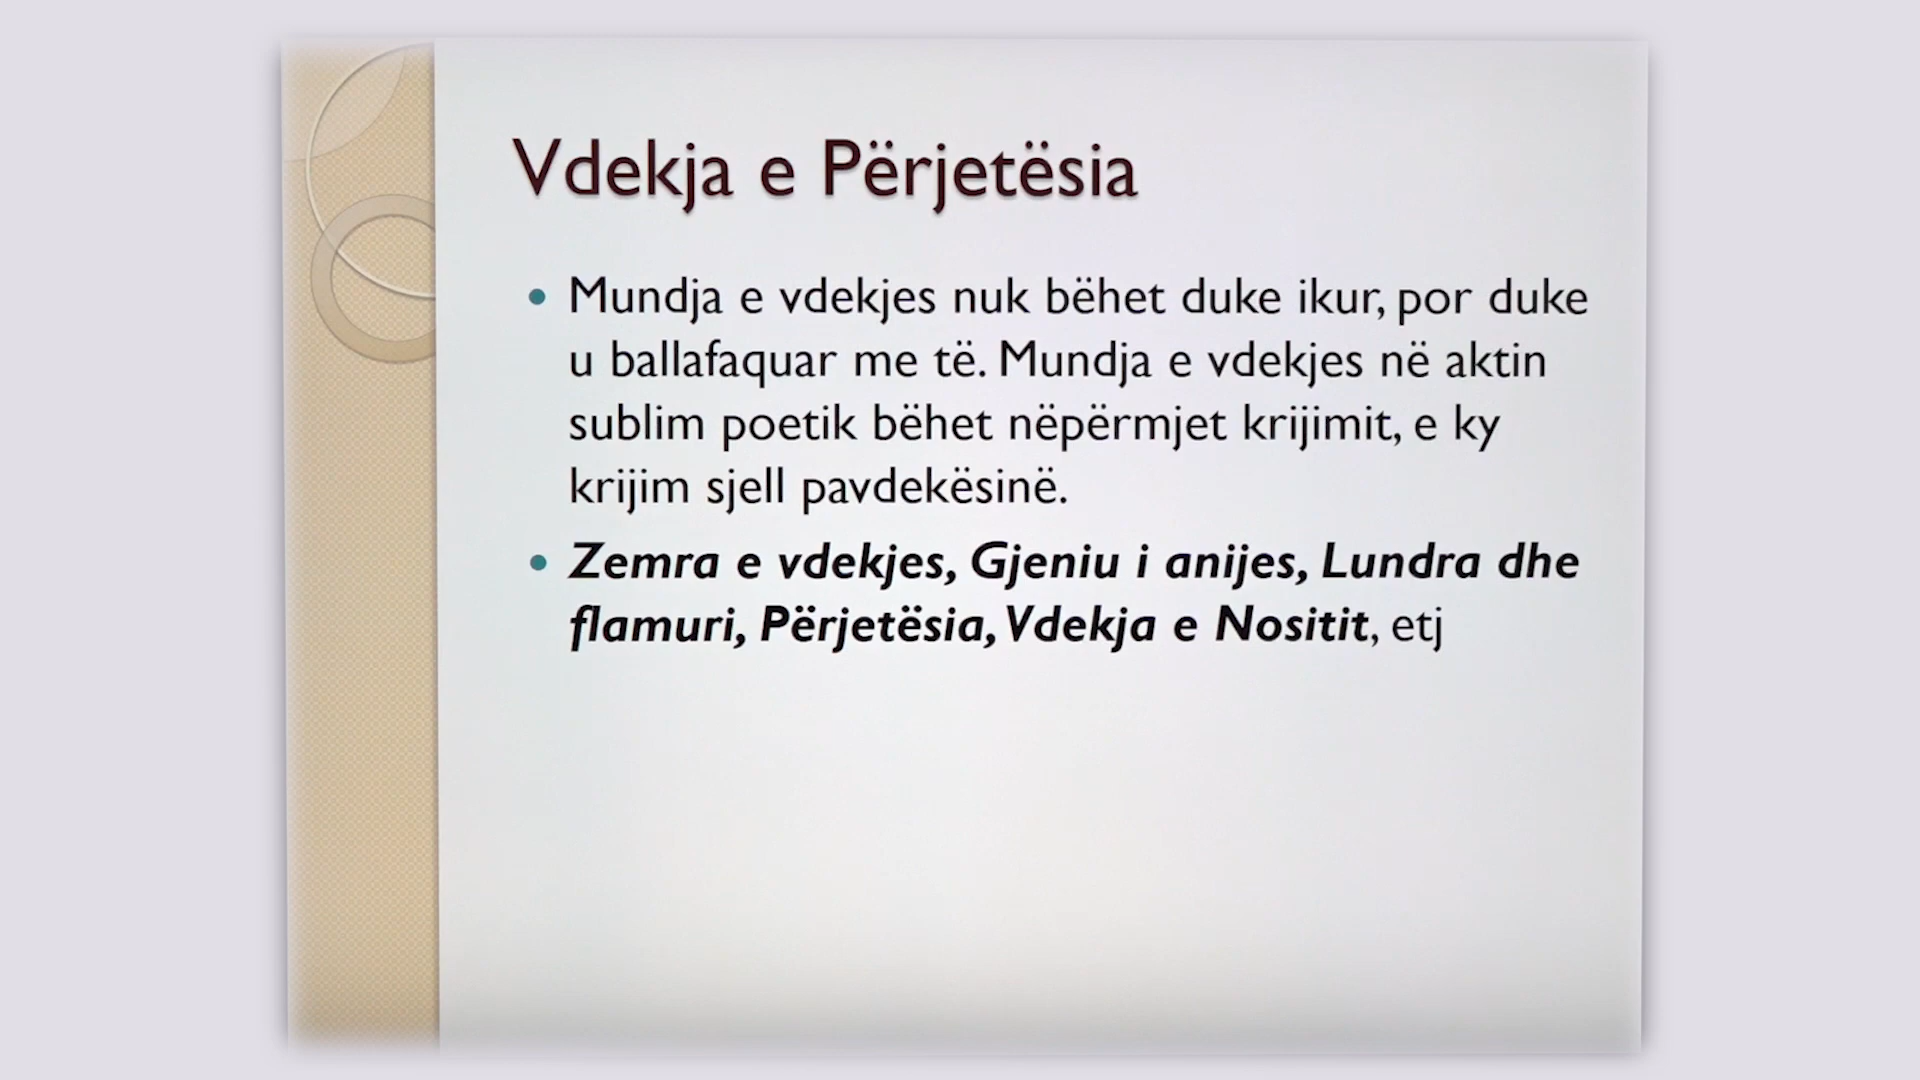 Vdekja e Përjetësia
• Mundja e vdekjes nuk bëhet duke ikur, por duke
u ballafaquar me të. Mundja e vdekjes në aktin
sublim poetik bëhet nëpërmjet krijimit, e ky
krijim sjell pavdekësinë.
• Zemra e vdekjes, Gjeniu i anijes, Lundra dhe
flamuri, Përjetësia, Vdekja e Nositit, etj